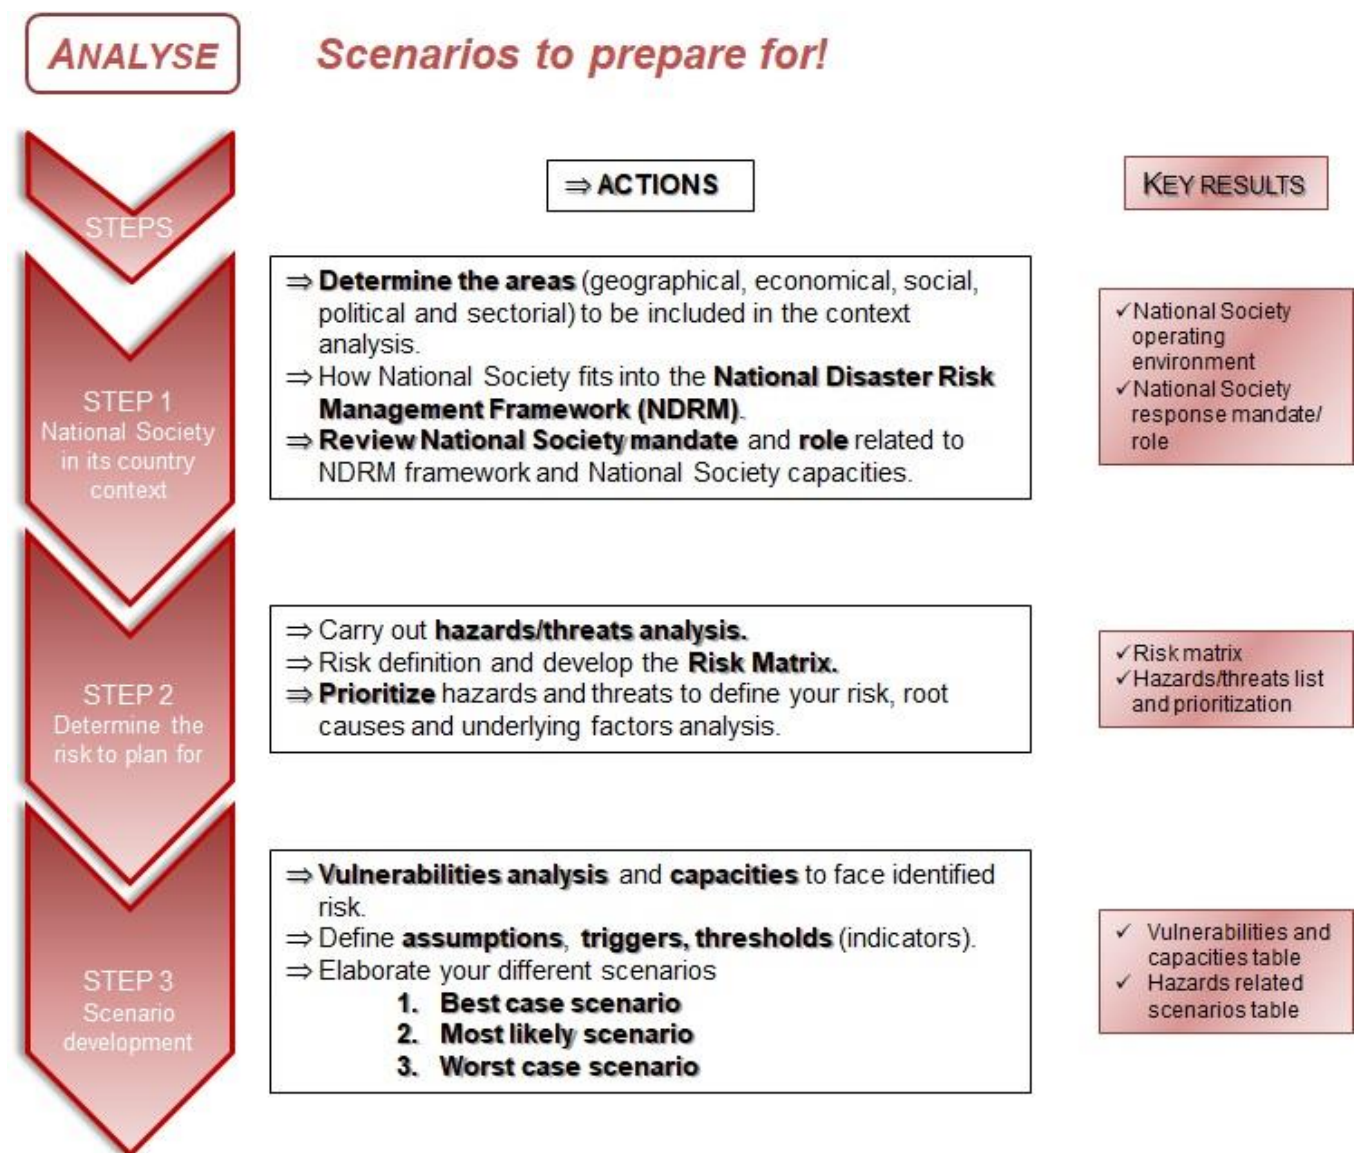 ANALYSE
Scenarios to prepare for!
STEPS
⇒ ACTIONS
KEY RESULTS
STEP 1
National Society
in its country
context
⇒ Determine the areas (geographical, economical, social,
political and sectorial) to be included in the context
analysis.
⇒ How National Society fits into the National Disaster Risk
Management Framework (NDRM).
⇒ Review National Society mandate and role related to
NDRM framework and National Society capacities.
✓ National Society
operating
environment
✓ National Society
response mandate/
role
STEP 2
Determine the
risk to plan for
⇒ Carry out hazards/threats analysis.
⇒ Risk definition and develop the Risk Matrix.
⇒ Prioritize hazards and threats to define your risk, root
causes and underlying factors analysis.
✓ Risk matrix
✓ Hazards/threats list
and prioritization
STEP 3
Scenario
development
⇒ Vulnerabilities analysis and capacities to face identified
risk.
⇒ Define assumptions, triggers, thresholds (indicators).
⇒ Elaborate your different scenarios
1. Best case scenario
2. Most likely scenario
3. Worst case scenario
✓ Vulnerabilities and
capacities table
✓ Hazards related
scenarios table